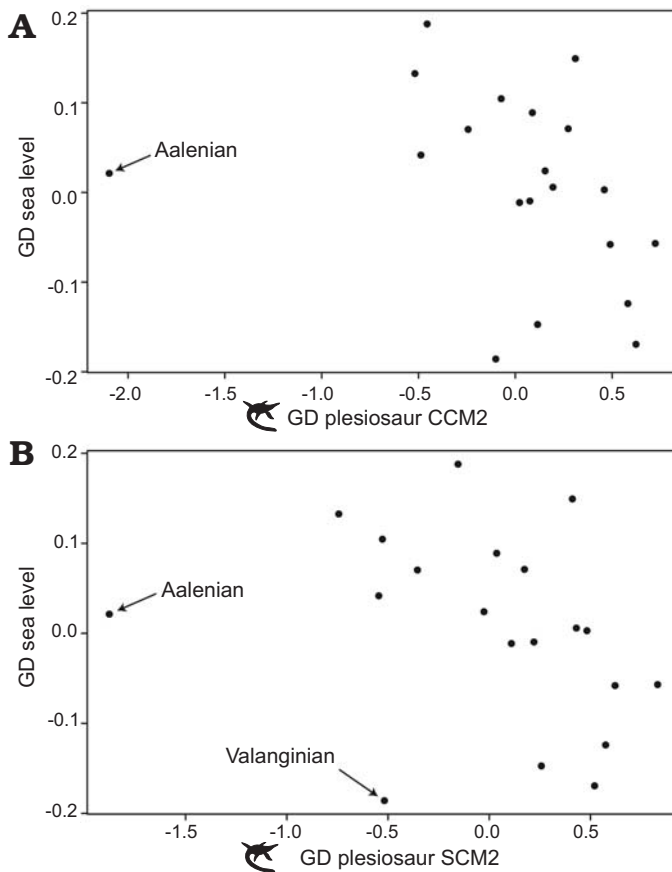 A
0.2
0.1
0.0
-0.1
-0.2
GD sea level
Aalenian
-2.0 -1.5 -1.0 -0.5 0.0 0.5
GD plesiosaur CCM2
B
0.2
0.1
0.0
-0.1
-0.2
GD sea level
Aalenian
Valanginian
-1.5 -1.0 -0.5 0.0 0.5
GD plesiosaur SCM2